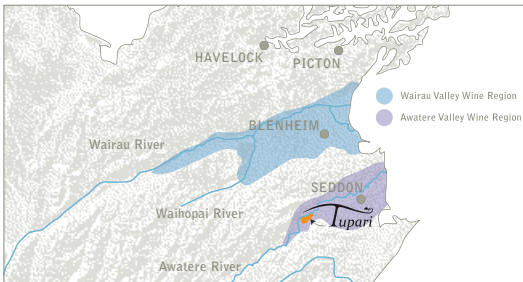 HAVELOCK
PICTON
Wairau Valley Wine Region
Awatere Valley Wine Region
BLENHEIM
Wairau River
SEDDON
Waihopai River
Tupari
Awatere River